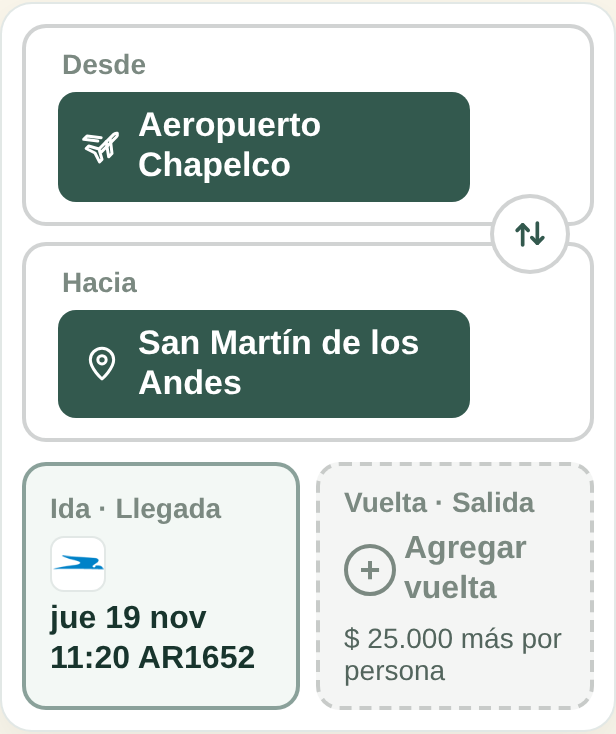 Desde
Aeropuerto
Chapelco
Hacia
San Martín de los
Andes
Ida · Llegada
jue 19 nov
11:20 AR1652
Vuelta · Salida
Agregar
vuelta
$ 25.000 más por
persona